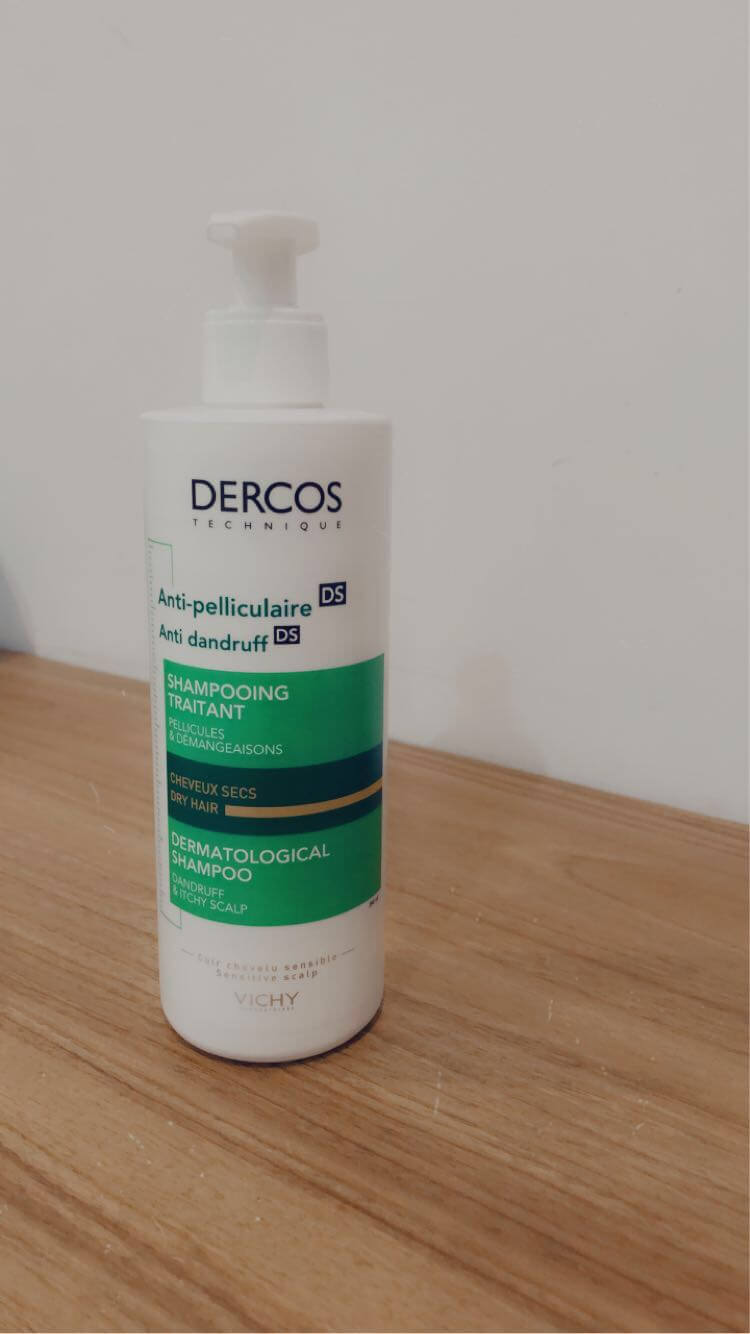 DERCOS
TECHNIQUE
Anti-pelliculaire DS
Anti dandruff DS
SHAMPOOING
TRAITANT
PELLICULES
& DÉMANGEAISONS
CHEVEUX SECS
DRY HAIR
DERMATOLOGICAL
SHAMPOO
DANDRUFF
& ITCHY SCALP
Cuir chevelu sensible
Sensitive scalp
VICHY
LABORATOIRES